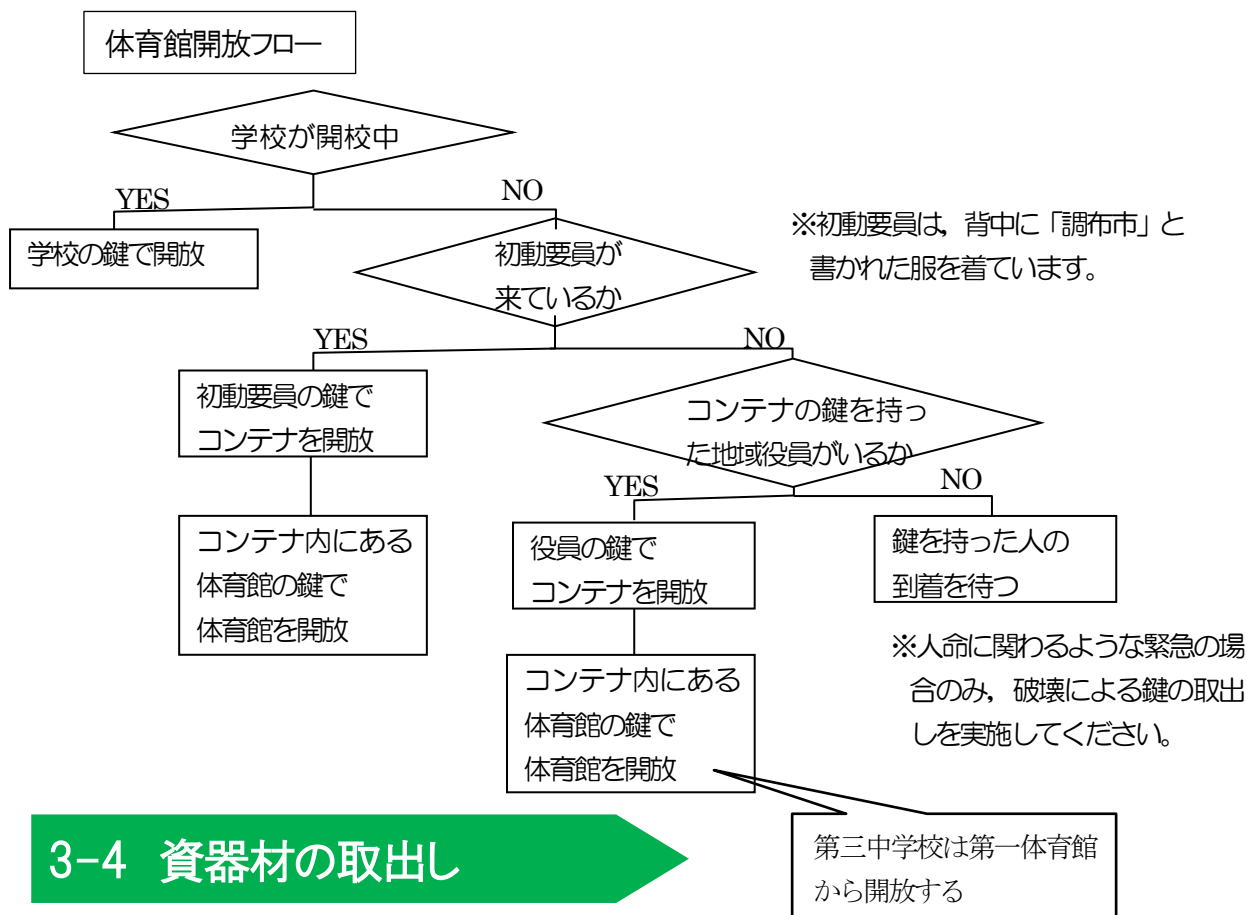 体育館開放フロー
学校が開校中
YES
NO
学校の鍵で開放
初動要員が
来ているか
※初動要員は，背中に「調布市」と
書かれた服を着ています。
YES
NO
初動要員の鍵で
コンテナを開放
コンテナの鍵を持っ
た地域役員がいるか
コンテナ内にある
体育館の鍵で
体育館を開放
YES
NO
役員の鍵で
コンテナを開放
鍵を持った人の
到着を待つ
※人命に関わるような緊急の場
合のみ，破壊による鍵の取出
しを実施してください。
コンテナ内にある
体育館の鍵で
体育館を開放
第三中学校は第一体育館
から開放する
3-4 資器材の取出し